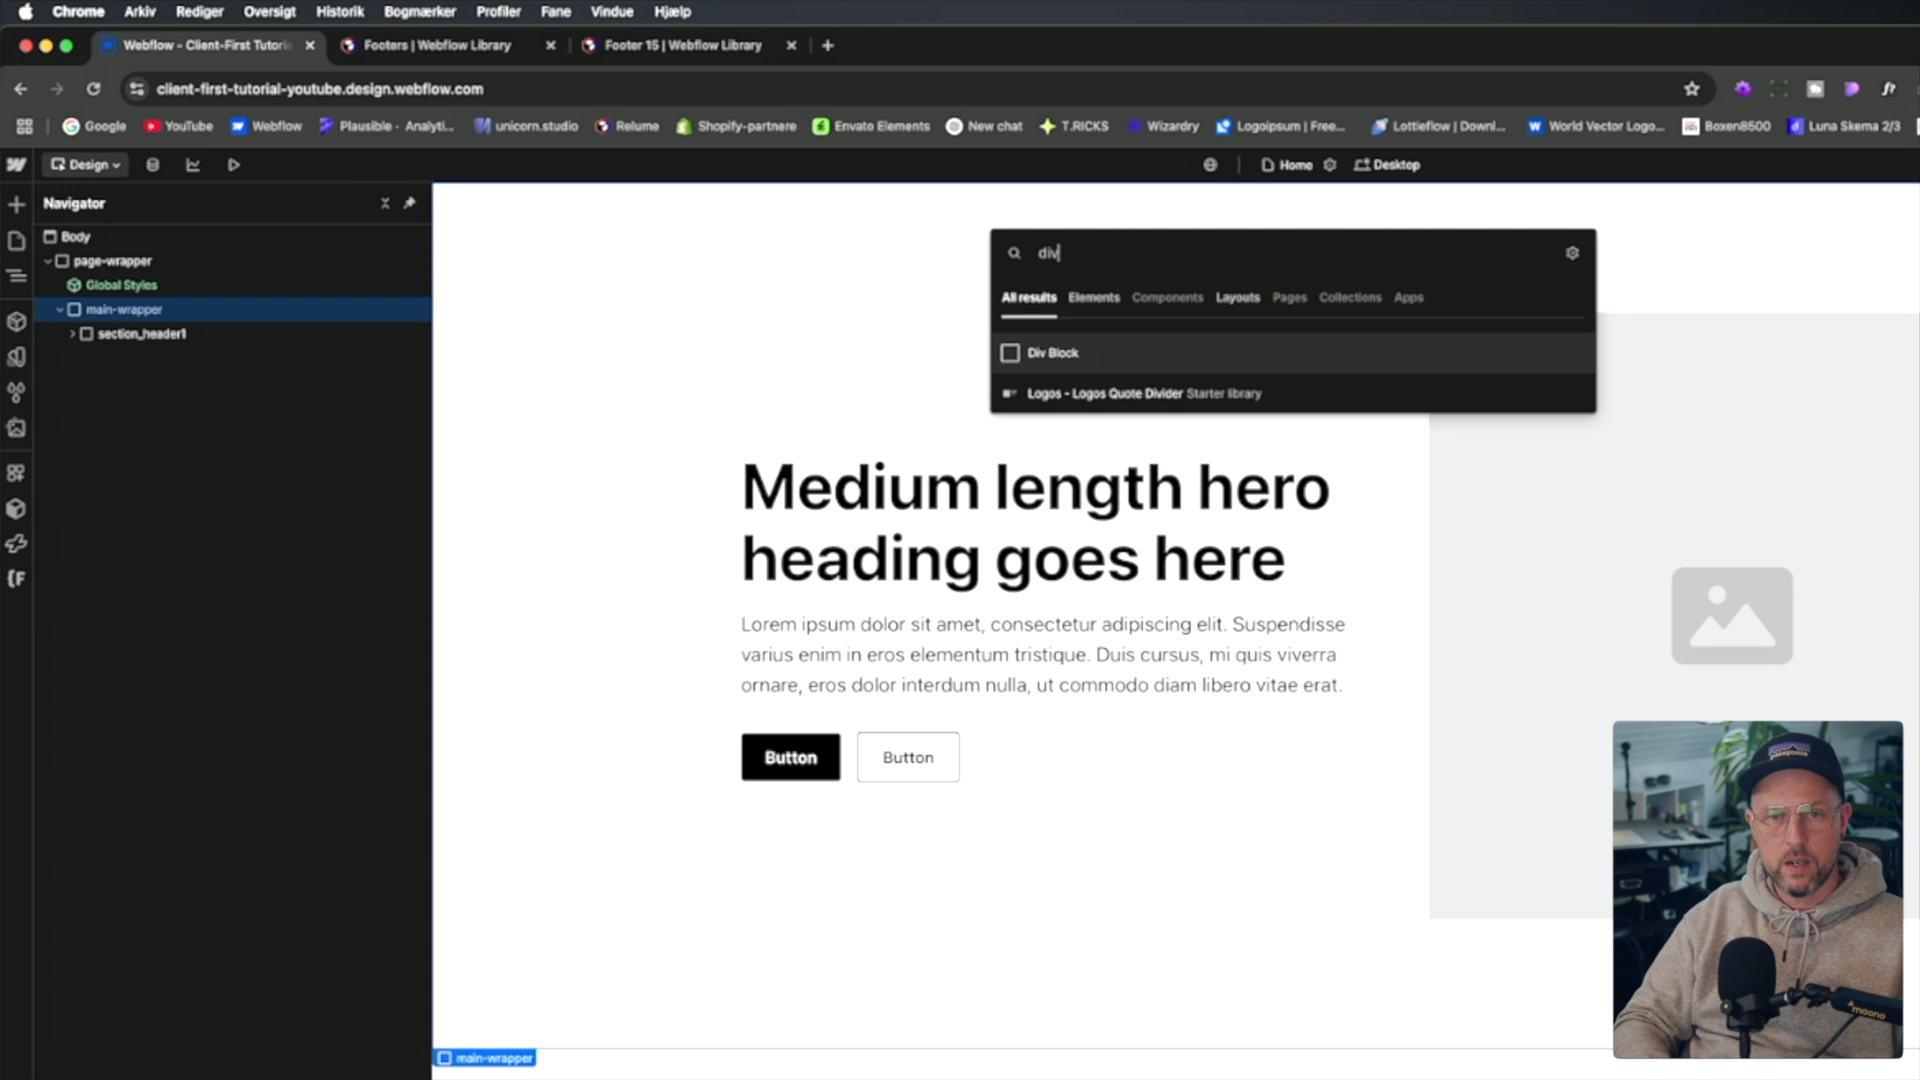 Chrome Arkiv Rediger Oversigt Historik Bogmærker Profiler Fane Vindue Hjælp
Webflow - Client-First Tutori
Footers | Webflow Library
Footer 15 | Webflow Library
client-first-tutorial-youtube.design.webflow.com
Google YouTube Webflow Plausible · Analyti... unicorn.studio Relume Shopify-partnere Envato Elements New chat T.RICKS Wizardry Logoipsum | Free... Lottieflow | Downl... World Vector Logo... Boxen8500 Luna Skema 2/3
Design Home Desktop
Navigator
Body
page-wrapper
Global Styles
main-wrapper
section_header1
div
All results Elements Components Layouts Pages Collections Apps
Div Block
Logos - Logos Quote Divider Starter library
Medium length hero
heading goes here
Lorem ipsum dolor sit amet, consectetur adipiscing elit. Suspendisse
varius enim in eros elementum tristique. Duis cursus, mi quis viverra
ornare, eros dolor interdum nulla, ut commodo diam libero vitae erat.
Button Button
patagonia
maono
main-wrapper